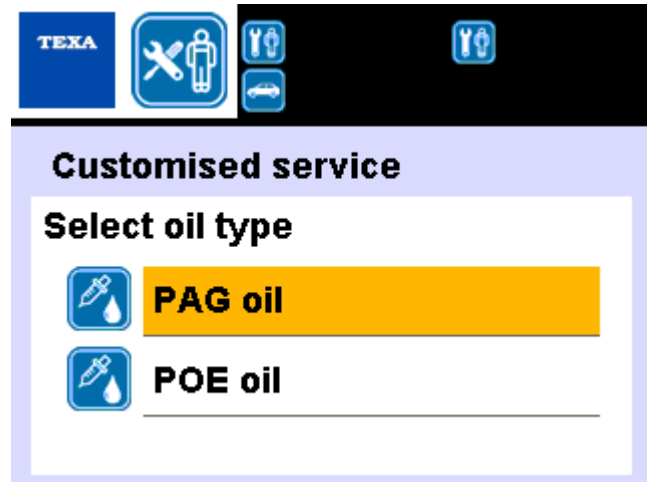 TEXA
Customised service
Select oil type
PAG oil
POE oil